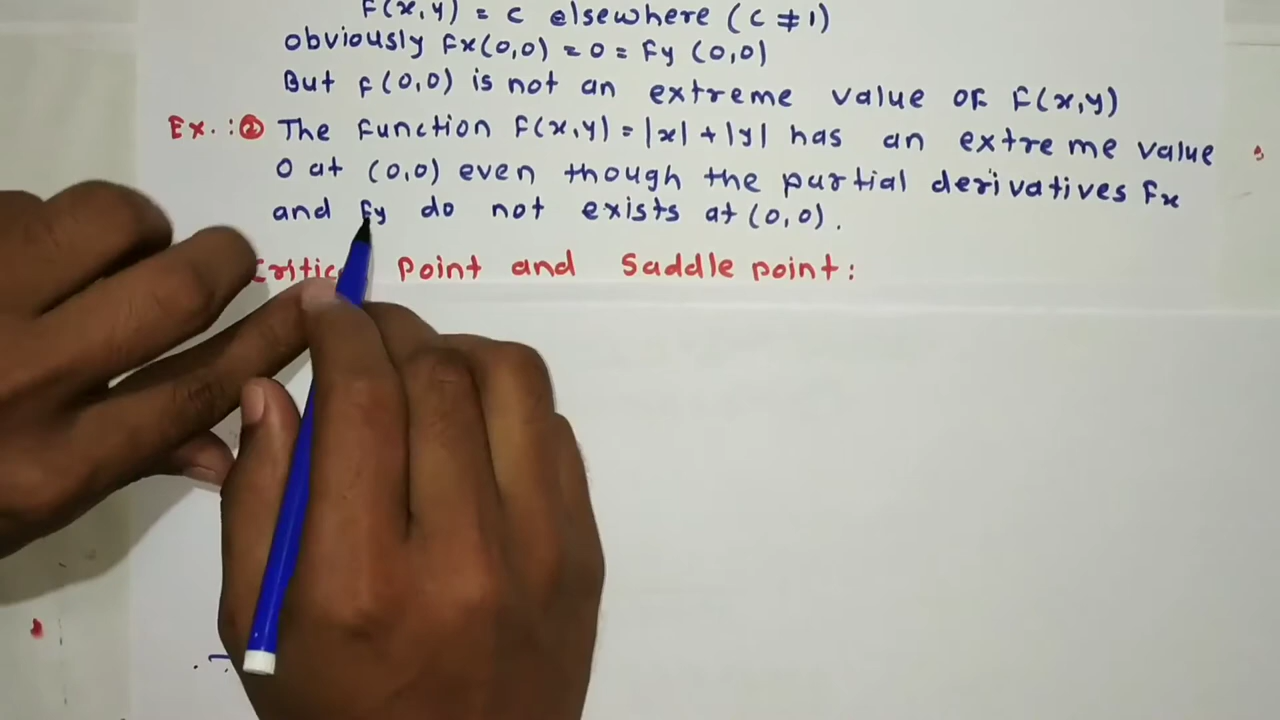 F(x,y) = c elsewhere (c ≠ 1)
obviously Fx(0,0) = 0 = Fy (0,0)
But F(0,0) is not an extreme value OF F(x,y)
Ex.:② The Function F(x,y) = |x| + |y| has an extreme value
0 at (0,0) even though the partial derivatives Fx
and Fy do not exists at (0,0).
Point and Saddle point: